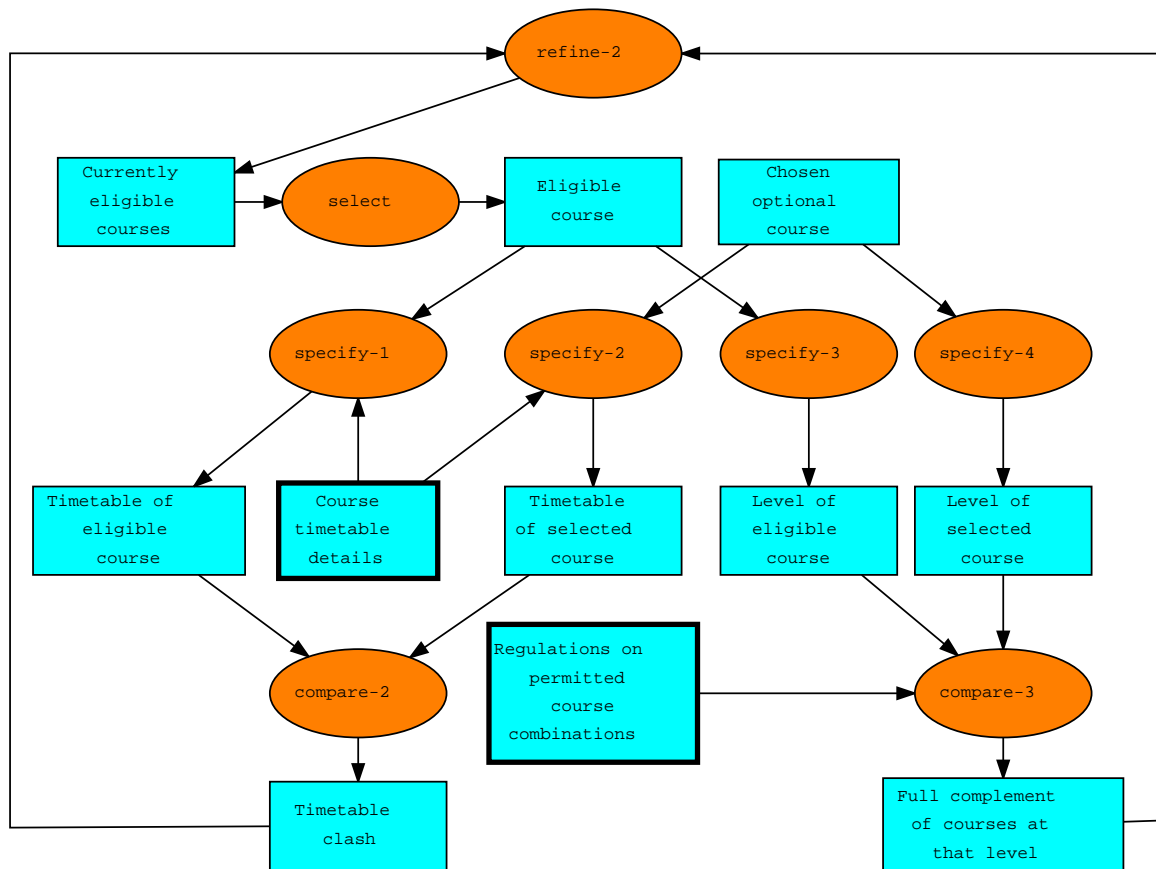 refine-2
Currently
eligible
courses
select
Eligible
course
Chosen
optional
course
specify-1
specify-2
specify-3
specify-4
Timetable of
eligible
course
Course
timetable
details
Timetable
of selected
course
Level of
eligible
course
Level of
selected
course
compare-2
Regulations on
permitted
course
combinations
compare-3
Timetable
clash
Full complement
of courses at
that level